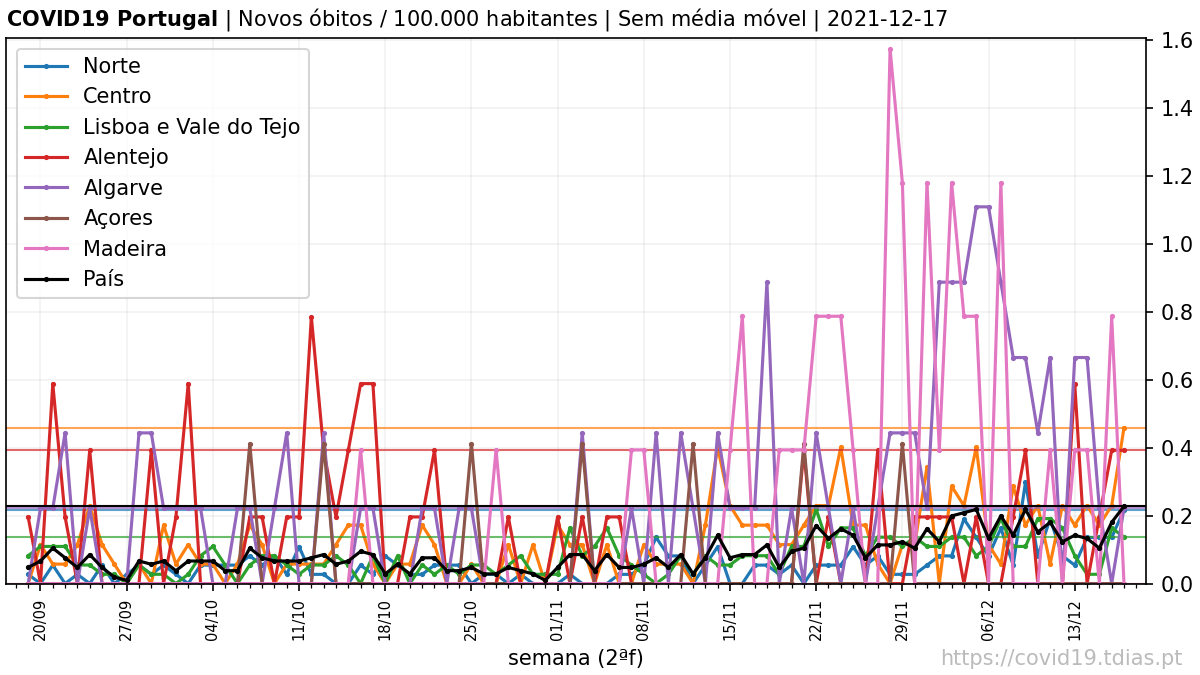 COVID19 Portugal | Novos óbitos / 100.000 habitantes | Sem média móvel | 2021-12-17
Norte
Centro
Lisboa e Vale do Tejo
Alentejo
Algarve
Açores
Madeira
País
1.6
1.4
1.2
1.0
0.8
0.6
0.4
0.2
0.0
20/09 27/09 04/10 11/10 18/10 25/10 01/11 08/11 15/11 22/11 29/11 06/12 13/12
semana (2ªf)
https://covid19.tdias.pt